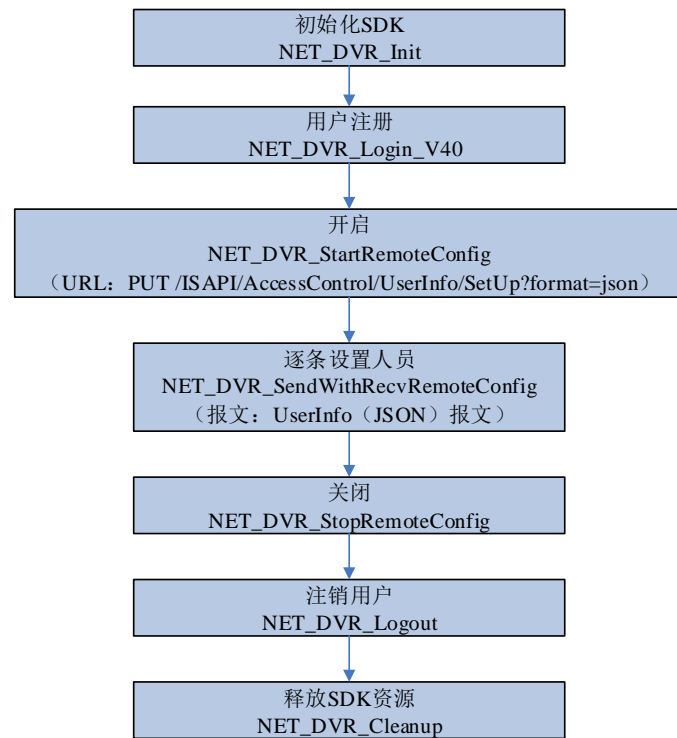 初始化SDK
NET_DVR_Init
用户注册
NET_DVR_Login_V40
开启
NET_DVR_StartRemoteConfig
（URL：PUT /ISAPI/AccessControl/UserInfo/SetUp?format=json）
逐条设置人员
NET_DVR_SendWithRecvRemoteConfig
（报文：UserInfo（JSON）报文）
关闭
NET_DVR_StopRemoteConfig
注销用户
NET_DVR_Logout
释放SDK资源
NET_DVR_Cleanup